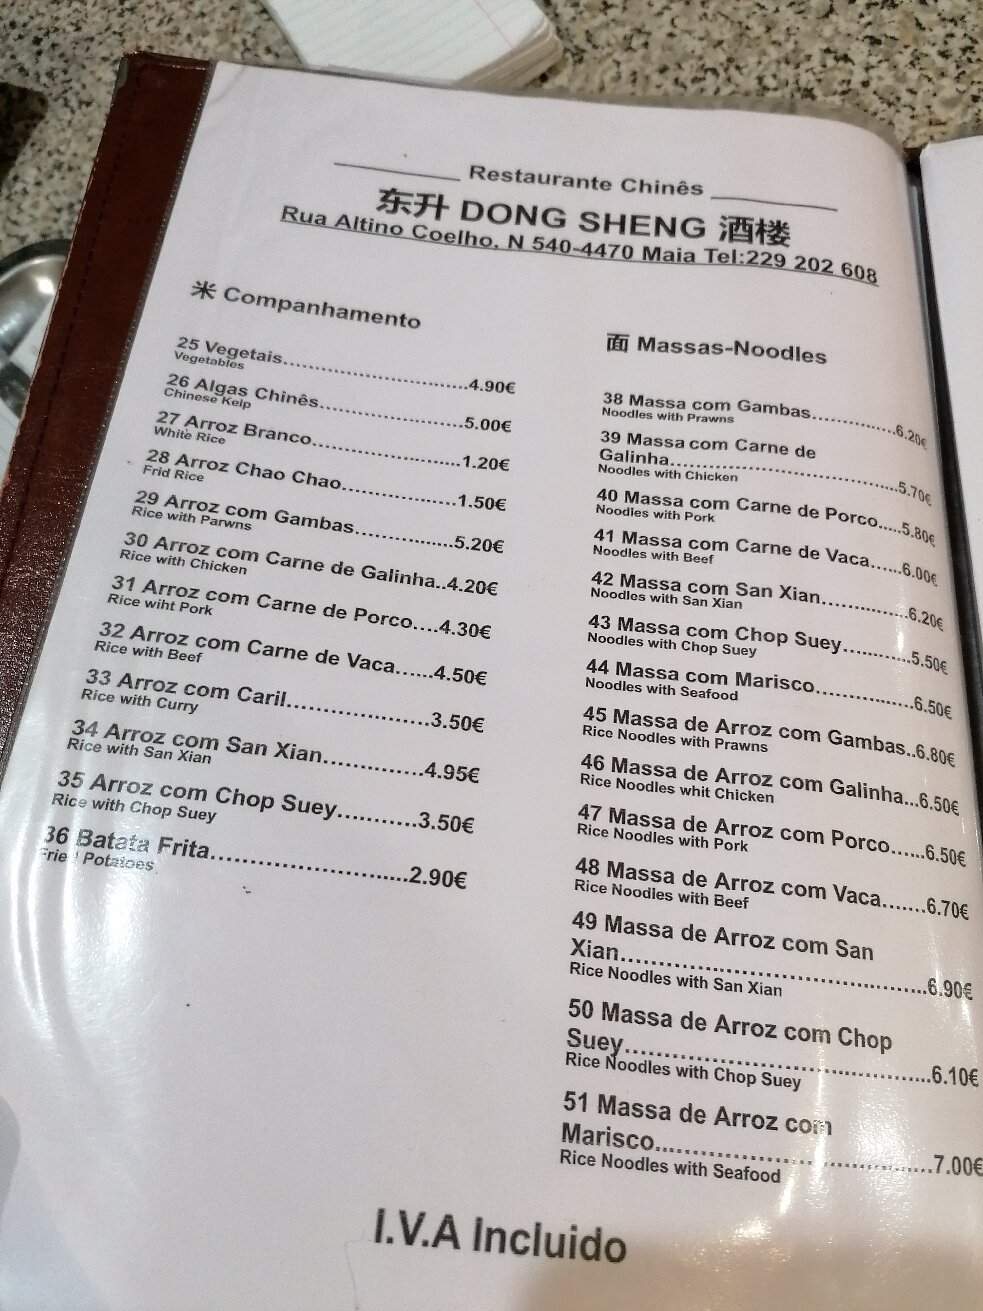 Restaurante Chinês
东升 DONG SHENG 酒楼
Rua Altino Coelho, N 540-4470 Maia Tel:229 202 608
米 Companhamento
25 Vegetais..............................4.90€
Vegetables
26 Algas Chinês.......................5.00€
Chinese Kelp
27 Arroz Branco.......................1.20€
White Rice
28 Arroz Chao Chao..................1.50€
Frid Rice
29 Arroz com Gambas...............5.20€
Rice with Parwns
30 Arroz com Carne de Galinha..4.20€
Rice with Chicken
31 Arroz com Carne de Porco....4.30€
Rice wiht Pork
32 Arroz com Carne de Vaca......4.50€
Rice with Beef
33 Arroz com Caril.....................3.50€
Rice with Curry
34 Arroz com San Xian..............4.95€
Rice with San Xian
35 Arroz com Chop Suey...........3.50€
Rice with Chop Suey
36 Batata Frita..........................2.90€
Fried Potatoes
面 Massas-Noodles
38 Massa com Gambas.............6.20€
Noodles with Prawns
39 Massa com Carne de
Galinha...................................5.70€
Noodles with Chicken
40 Massa com Carne de Porco.....5.80€
Noodles with Pork
41 Massa com Carne de Vaca......6.00€
Noodles with Beef
42 Massa com San Xian..............6.20€
Noodles with San Xian
43 Massa com Chop Suey...........5.50€
Noodles with Chop Suey
44 Massa com Marisco...............6.50€
Noodles with Seafood
45 Massa de Arroz com Gambas..6.80€
Rice Noodles with Prawns
46 Massa de Arroz com Galinha...6.50€
Rice Noodles whit Chicken
47 Massa de Arroz com Porco......6.50€
Rice Noodles with Pork
48 Massa de Arroz com Vaca.......6.70€
Rice Noodles with Beef
49 Massa de Arroz com San
Xian..........................................6.90€
Rice Noodles with San Xian
50 Massa de Arroz com Chop
Suey..........................................6.10€
Rice Noodles with Chop Suey
51 Massa de Arroz com
Marisco......................................7.00€
Rice Noodles with Seafood
I.V.A Incluido